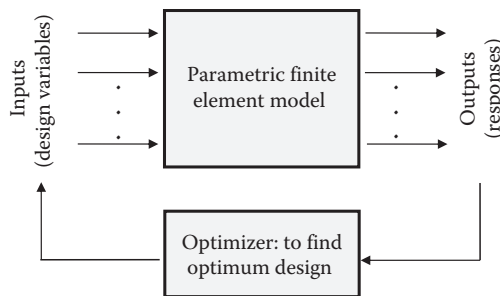 Inputs
(design variables)
Parametric finite
element model
Outputs
(responses)
Optimizer: to find
optimum design